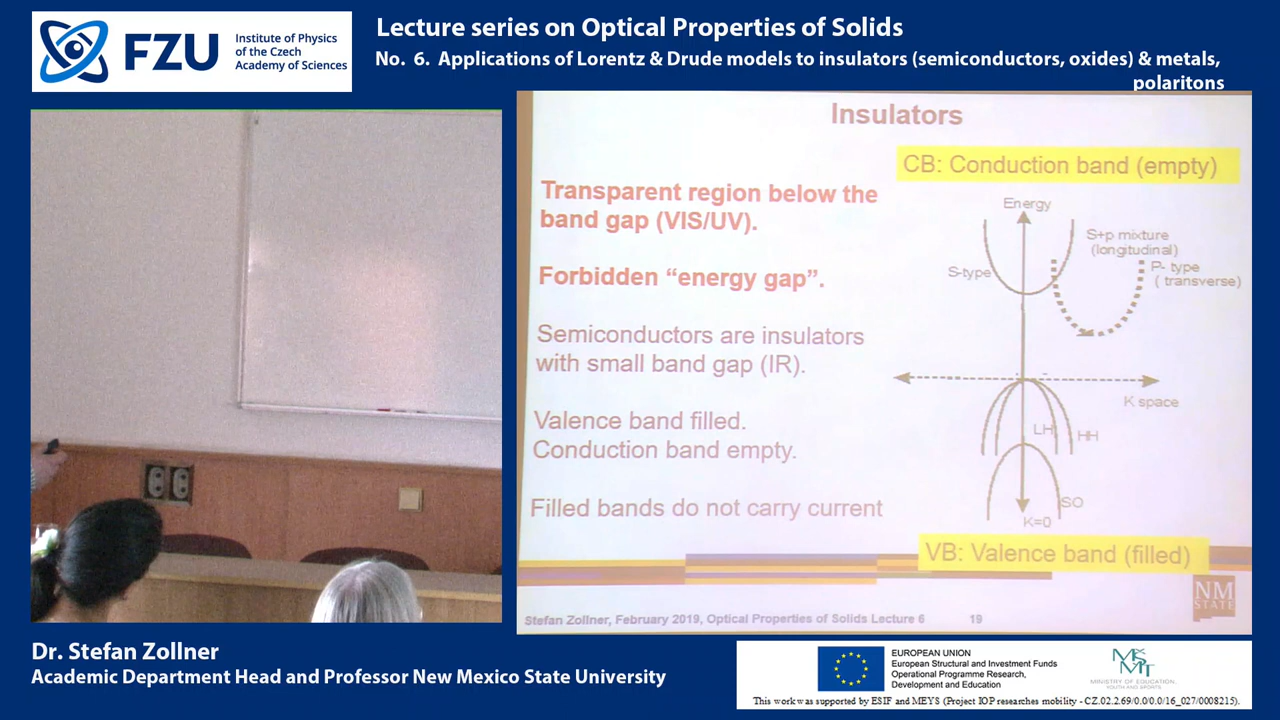 FZU
Institute of Physics
of the Czech
Academy of Sciences
Lecture series on Optical Properties of Solids
No. 6. Applications of Lorentz & Drude models to insulators (semiconductors, oxides) & metals,
polaritons
Insulators
CB: Conduction band (empty)
Transparent region below the
band gap (VIS/UV).
Forbidden “energy gap”.
Semiconductors are insulators
with small band gap (IR).
Valence band filled.
Conduction band empty.
Filled bands do not carry current
Energy
S+p mixture
(longitudinal)
S-type
P- type
( transverse)
K space
LH
HH
SO
K=0
VB: Valence band (filled)
NM
STATE
Stefan Zollner, February 2019, Optical Properties of Solids Lecture 6 19
Dr. Stefan Zollner
Academic Department Head and Professor New Mexico State University
EUROPEAN UNION
European Structural and Investment Funds
Operational Programme Research,
Development and Education
MINISTRY OF EDUCATION,
YOUTH AND SPORTS
This work was supported by ESIF and MEYS (Project IOP researches mobility - CZ.02.2.69/0.0/0.0/16_027/0008215).